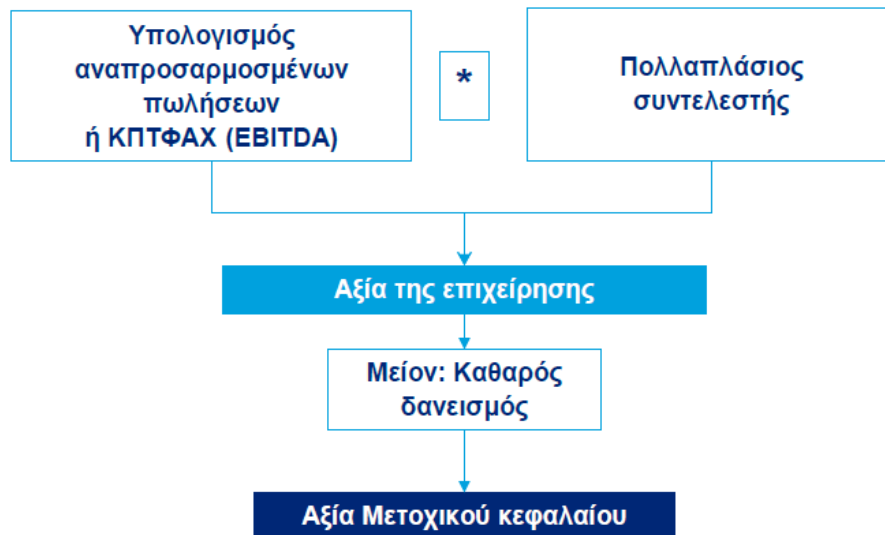 Υπολογισμός
αναπροσαρμοσμένων
πωλήσεων
ή ΚΠΤΦΑΧ (EBITDA)
*
Πολλαπλάσιος
συντελεστής
Αξία της επιχείρησης
Μείον: Καθαρός
δανεισμός
Αξία Μετοχικού κεφαλαίου